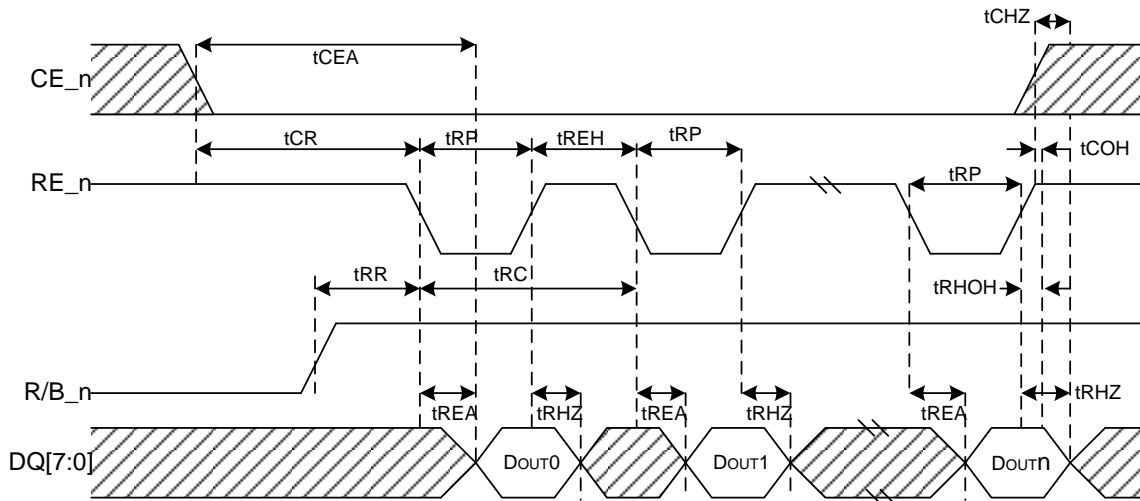 tCHZ
tCEA
CE_n
tCR
tRP
tREH
tRP
tCOH
RE_n
tRP
tRR
tRC
tRHOH
R/B_n
tREA
tRHZ
tREA
tRHZ
tREA
tRHZ
DQ[7:0]
DOUT0
DOUT1
DOUTn